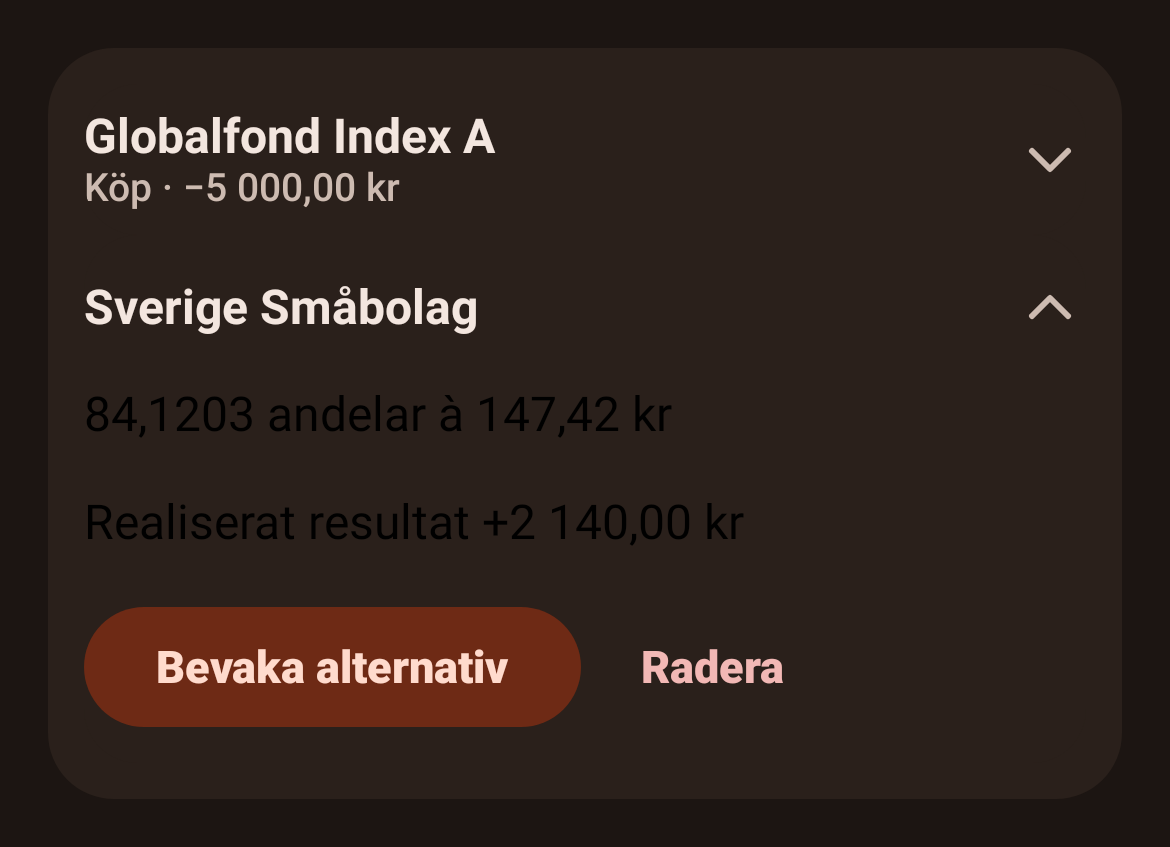 Globalfond Index A
Köp · −5 000,00 kr
Sverige Småbolag
84,1203 andelar à 147,42 kr
Realiserat resultat +2 140,00 kr
Bevaka alternativ
Radera